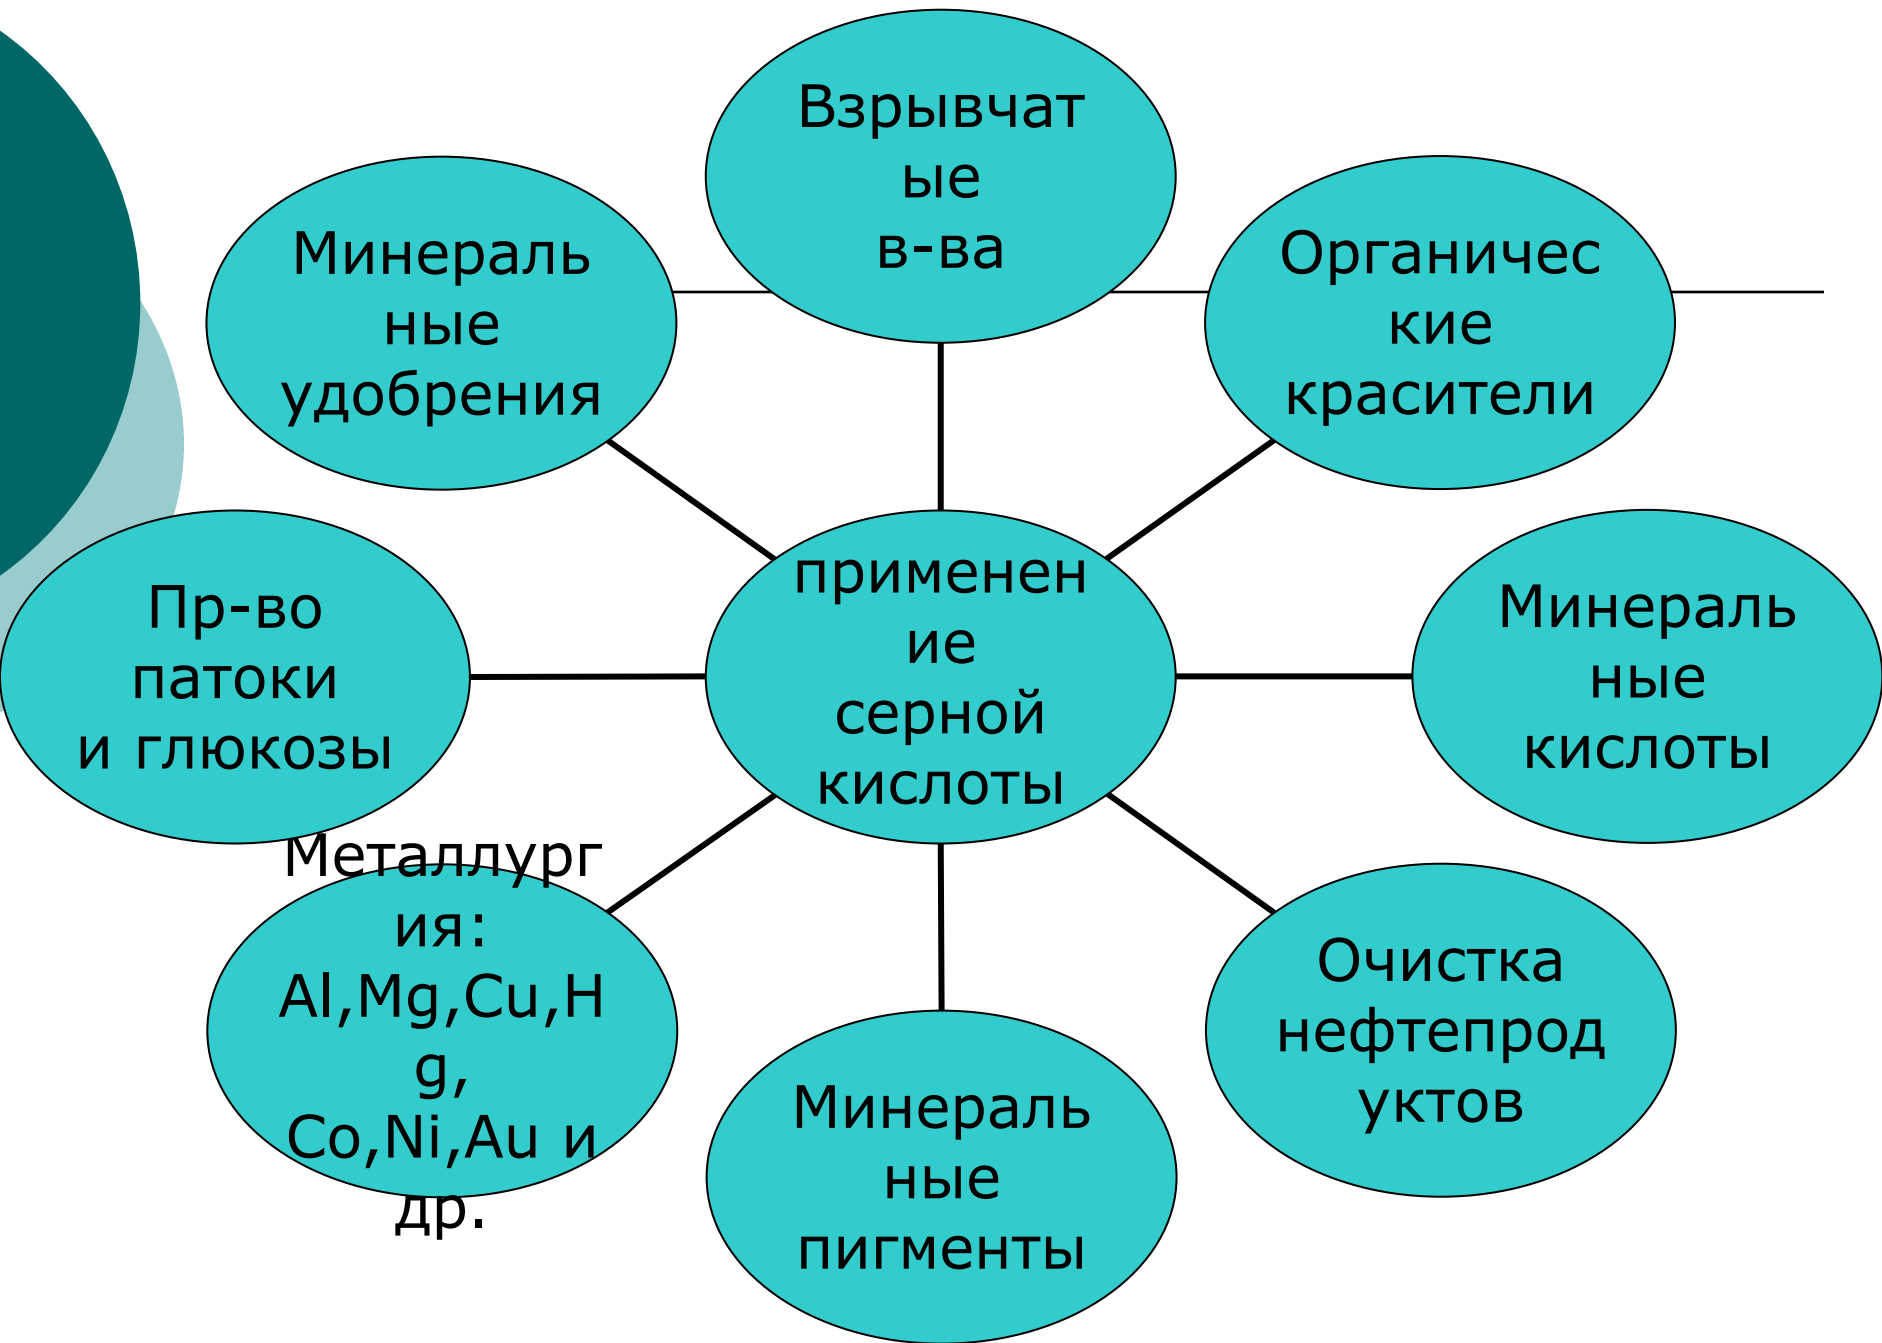 Взрывчат
ые
в-ва
Минераль
ные
удобрения
Органичес
кие
красители
Пр-во
патоки
и глюкозы
применен
ие
серной
кислоты
Минераль
ные
кислоты
Металлург
ия:
Al,Mg,Cu,H
g,
Co,Ni,Au и
др.
Минераль
ные
пигменты
Очистка
нефтепрод
уктов